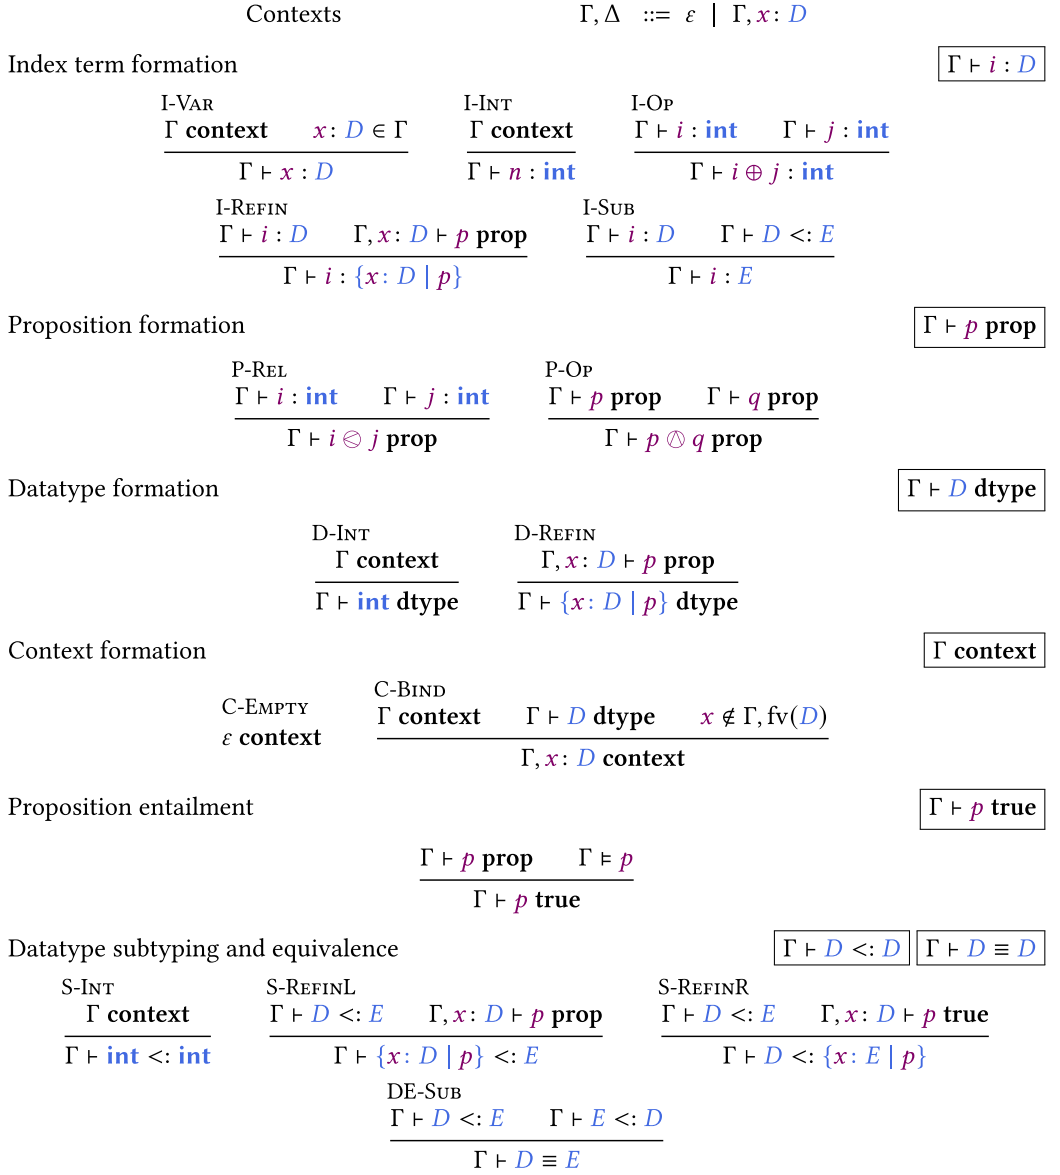 Contexts Γ, Δ ::= ε | Γ, x : D
Index term formation Γ ⊢ i : D
I-Var I-Int I-Op
Γ context x : D ∈ Γ Γ context Γ ⊢ i : int Γ ⊢ j : int
Γ ⊢ x : D Γ ⊢ n : int Γ ⊢ i ⊕ j : int
I-Refin I-Sub
Γ ⊢ i : D Γ, x : D ⊢ p prop Γ ⊢ i : D Γ ⊢ D <: E
Γ ⊢ i : {x : D | p} Γ ⊢ i : E
Proposition formation Γ ⊢ p prop
P-Rel P-Op
Γ ⊢ i : int Γ ⊢ j : int Γ ⊢ p prop Γ ⊢ q prop
Γ ⊢ i ⧀ j prop Γ ⊢ p ⨇ q prop
Datatype formation Γ ⊢ D dtype
D-Int D-Refin
Γ context Γ, x : D ⊢ p prop
Γ ⊢ int dtype Γ ⊢ {x : D | p} dtype
Context formation Γ context
C-Empty C-Bind
ε context Γ context Γ ⊢ D dtype x ∉ Γ, fv(D)
Γ, x : D context
Proposition entailment Γ ⊢ p true
Γ ⊢ p prop Γ ⊨ p
Γ ⊢ p true
Datatype subtyping and equivalence Γ ⊢ D <: D Γ ⊢ D ≡ D
S-Int S-RefinL S-RefinR
Γ context Γ ⊢ D <: E Γ, x : D ⊢ p prop Γ ⊢ D <: E Γ, x : D ⊢ p true
Γ ⊢ int <: int Γ ⊢ {x : D | p} <: E Γ ⊢ D <: {x : E | p}
DE-Sub
Γ ⊢ D <: E Γ ⊢ E <: D
Γ ⊢ D ≡ E